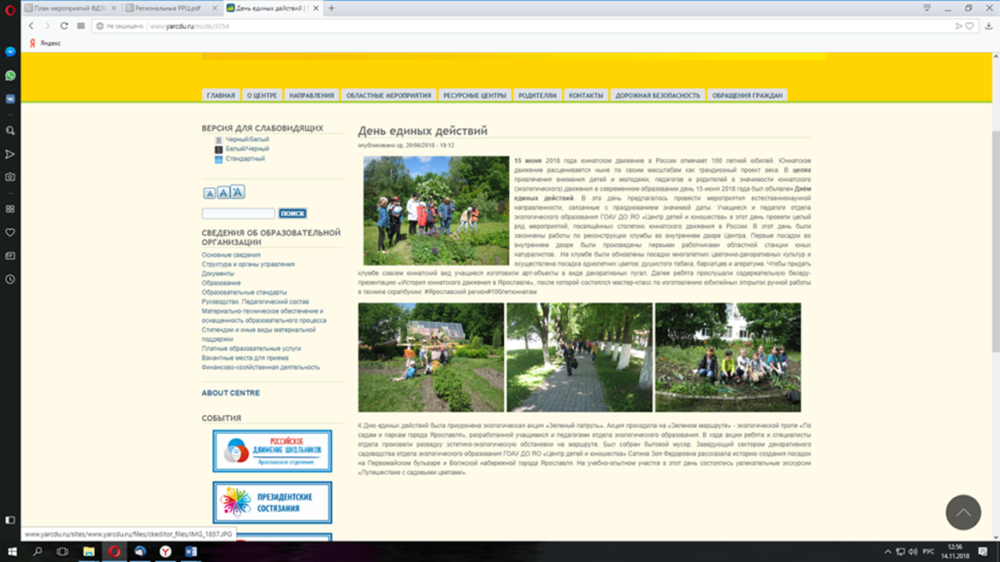 План мероприятий ФДЭ
Региональные РРЦ.pdf
День единых действий | Г
Не защищено
www.yarcdu.ru/node/3254
Яндекс
ГЛАВНАЯ
О ЦЕНТРЕ
НАПРАВЛЕНИЯ
ОБЛАСТНЫЕ МЕРОПРИЯТИЯ
РЕСУРСНЫЕ ЦЕНТРЫ
РОДИТЕЛЯМ
КОНТАКТЫ
ДОРОЖНАЯ БЕЗОПАСНОСТЬ
ОБРАЩЕНИЯ ГРАЖДАН
ВЕРСИЯ ДЛЯ СЛАБОВИДЯЩИХ
Черный/Белый
Белый/Черный
Стандартный
A A A
ПОИСК
СВЕДЕНИЯ ОБ ОБРАЗОВАТЕЛЬНОЙ
ОРГАНИЗАЦИИ
Основные сведения
Структура и органы управления
Документы
Образование
Образовательные стандарты
Руководство. Педагогический состав
Материально-техническое обеспечение и
оснащенность образовательного процесса
Стипендии и иные виды материальной
поддержки
Платные образовательные услуги
Вакантные места для приема
Финансово-хозяйственная деятельность
ABOUT CENTRE
СОБЫТИЯ
РОССИЙСКОЕ
ДВИЖЕНИЕ ШКОЛЬНИКОВ
Ярославское отделение
ПРЕЗИДЕНТСКИЕ
СОСТЯЗАНИЯ
День единых действий
опубликовано ср, 20/06/2018 - 19:12
15 июня 2018 года юннатское движение в России отмечает 100 летний юбилей. Юннатское
движение расценивается ныне по своим масштабам как грандиозный проект века. В целях
привлечения внимания детей и молодежи, педагогов и родителей в значимости юннатского
(экологического) движения в современном образовании день 15 июня 2018 года был объявлен Днём
единых действий. В это день предлагалось провести мероприятия естественнонаучной
направленности, связанные с празднованием значимой даты. Учащиеся и педагоги отдела
экологического образования ГОАУ ДО ЯО «Центр детей и юношества» в этот день провели целый
ряд мероприятий, посвящённых столетию юннатского движения в России. В этот день были
закончены работы по реконструкции клумбы во внутреннем дворе Центра. Первые посадки во
внутреннем дворе были произведены первыми работниками областной станции юных
натуралистов. На клумбе были обновлены посадки многолетних цветочно-декоративных культур и
осуществлена посадка однолетних цветов: душистого табака, бархатцев и агератума. Чтобы придать
клумбе совсем юннатский вид учащиеся изготовили арт-объекты в виде декоративных пугал. Далее ребята прослушали содержательную беседу-
презентацию «История юннатского движения в Ярославле», после которой состоялся мастер-класс по изготовлению юбилейных открыток ручной работы
в технике скрапбукинг. #Ярославский регион#100летюннатам
К Дню единых действий была приурочена экологическая акция «Зеленый патруль». Акция проходила на «Зеленом маршруте» - экологической тропе «По
садам и паркам города Ярославля», разработанной учащимися и педагогами отдела экологического образования. В ходе акции ребята и специалисты
отдела произвели разведку эстетико-экологическую обстановки на маршруте. Был собран бытовой мусор. Заведующий сектором декоративного
садоводства отдела экологического образования ГОАУ ДО ЯО «Центр детей и юношества» Сатина Зоя Федоровна рассказала историю создания посадок
на Первомайском бульваре и Волжской набережной города Ярославля. На учебно-опытном участке в этот день состоялись увлекательные экскурсии
«Путешествие с садовыми цветами».
www.yarcdu.ru/sites/www.yarcdu.ru/files/ckeditor_files/IMG_1857.JPG
РУС
12:56
14.11.2018